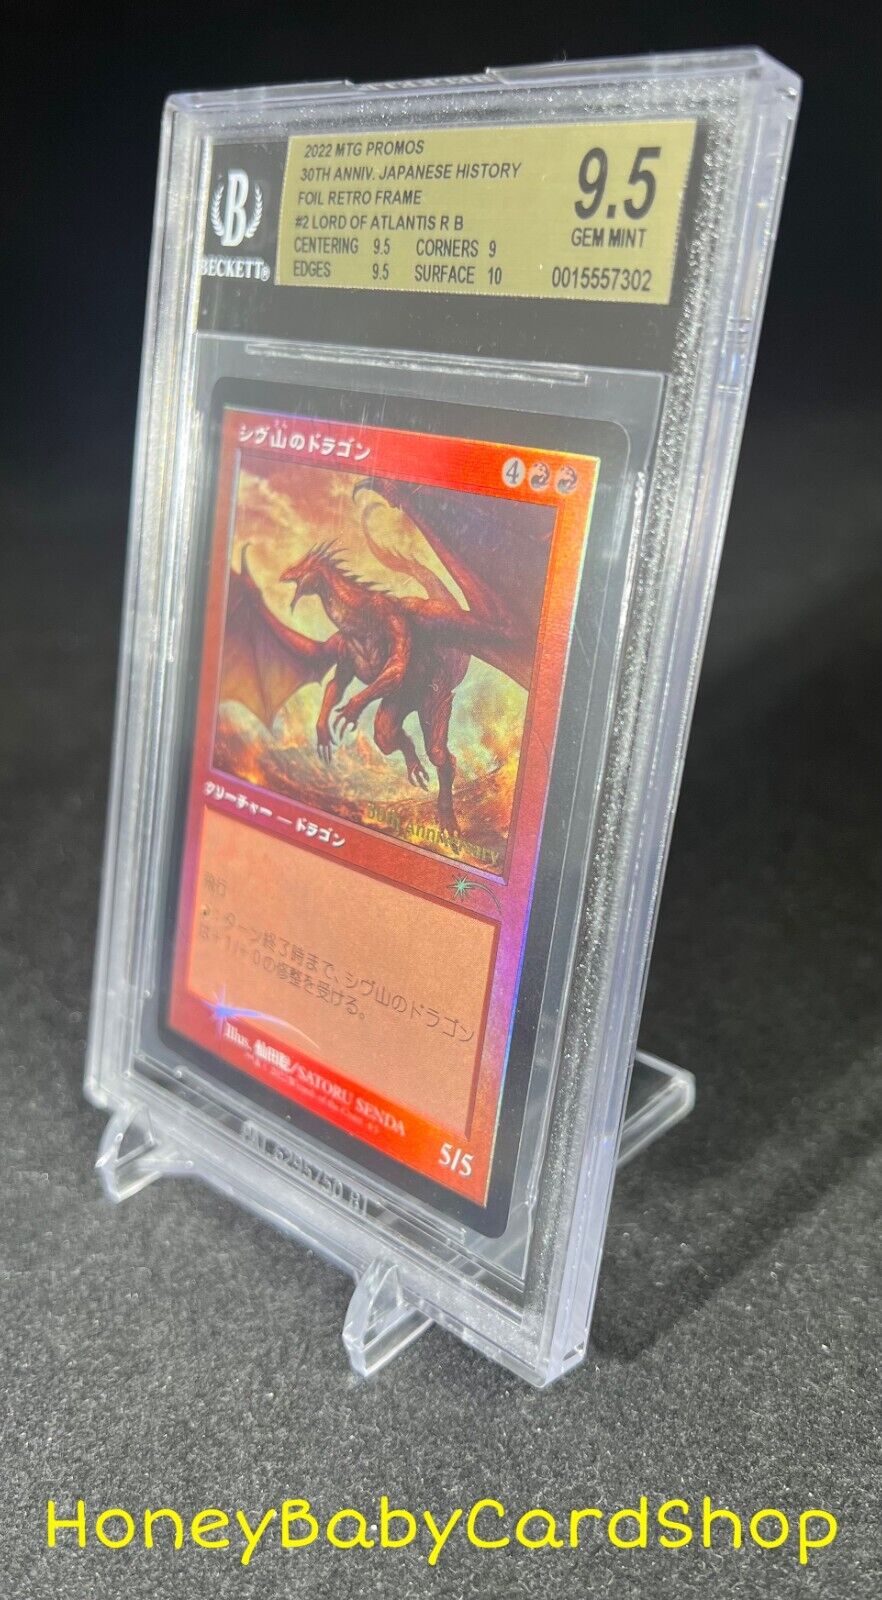 2022 MTG PROMOS
30TH ANNIV. JAPANESE HISTORY
FOIL RETRO FRAME
#2 LORD OF ATLANTIS R B
CENTERING 9.5 CORNERS 9
EDGES 9.5 SURFACE 10
9.5
GEM MINT
0015557302
B
BECKETT®
シヴ山のドラゴン
4
30th Anniversary
クリーチャー — ドラゴン
飛行
:ターン終了時まで、シヴ山のドラゴン
は+1/+0の修整を受ける。
Illus. 仙田聡/SATORU SENDA
5/5
HoneyBabyCardShop